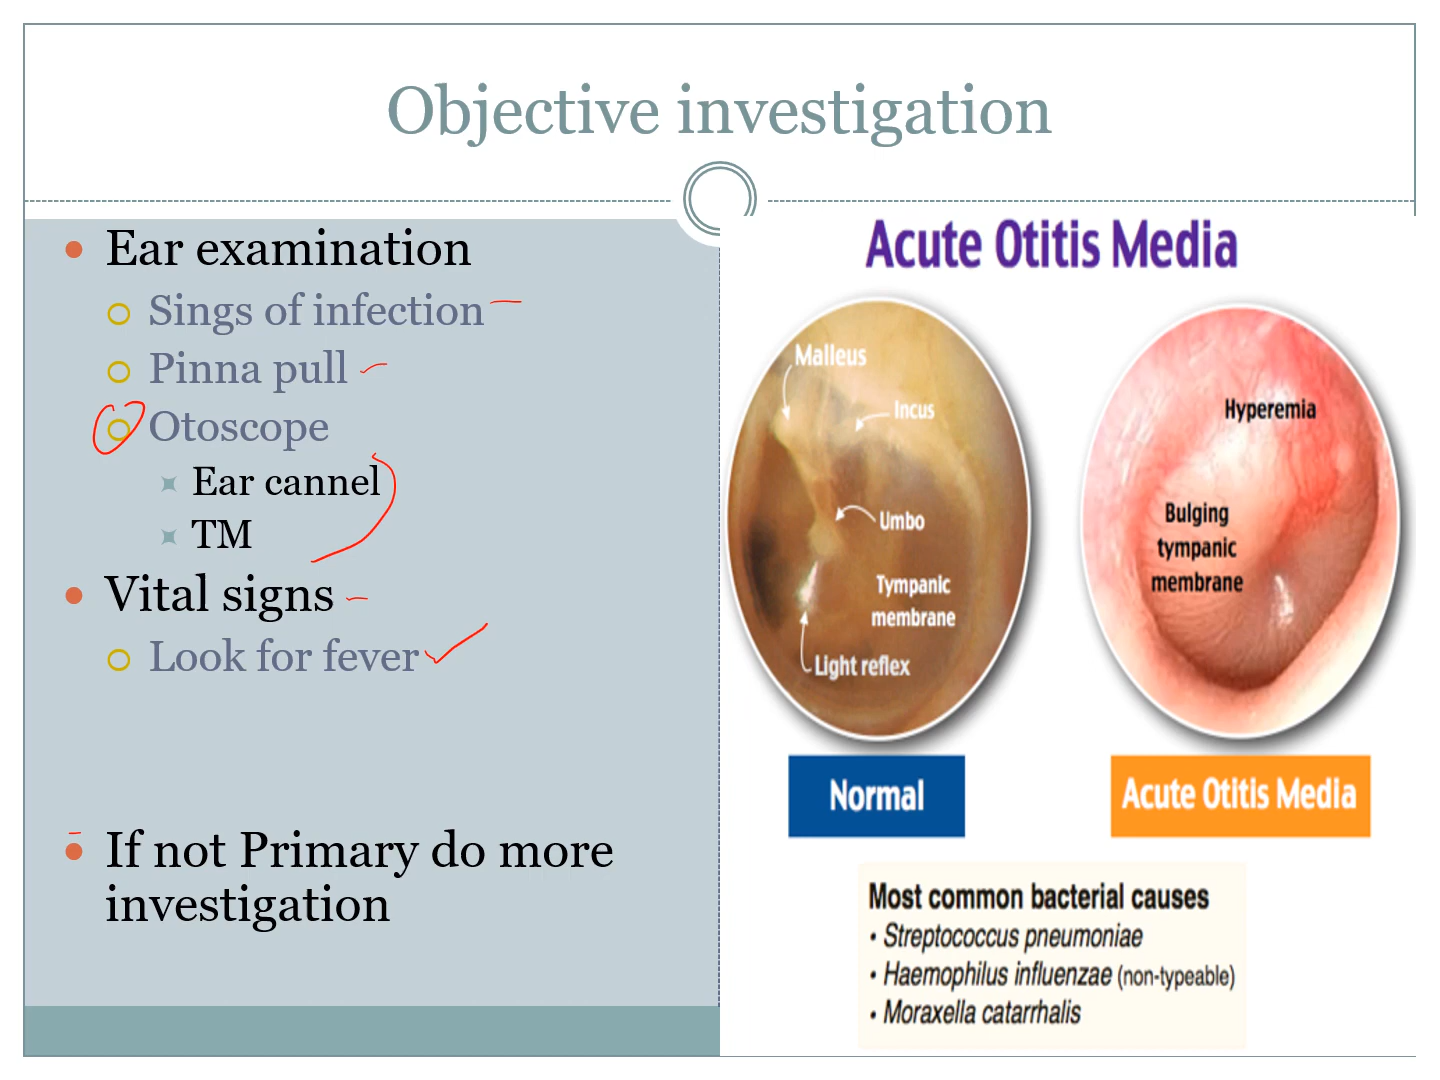 Objective investigation
Ear examination
Sings of infection
Pinna pull
Otoscope
Ear cannel
TM
Vital signs
Look for fever
If not Primary do more
investigation
Acute Otitis Media
Malleus
Incus
Umbo
Tympanic
membrane
Light reflex
Normal
Hyperemia
Bulging
tympanic
membrane
Acute Otitis Media
Most common bacterial causes
• Streptococcus pneumoniae
• Haemophilus influenzae (non-typeable)
• Moraxella catarrhalis